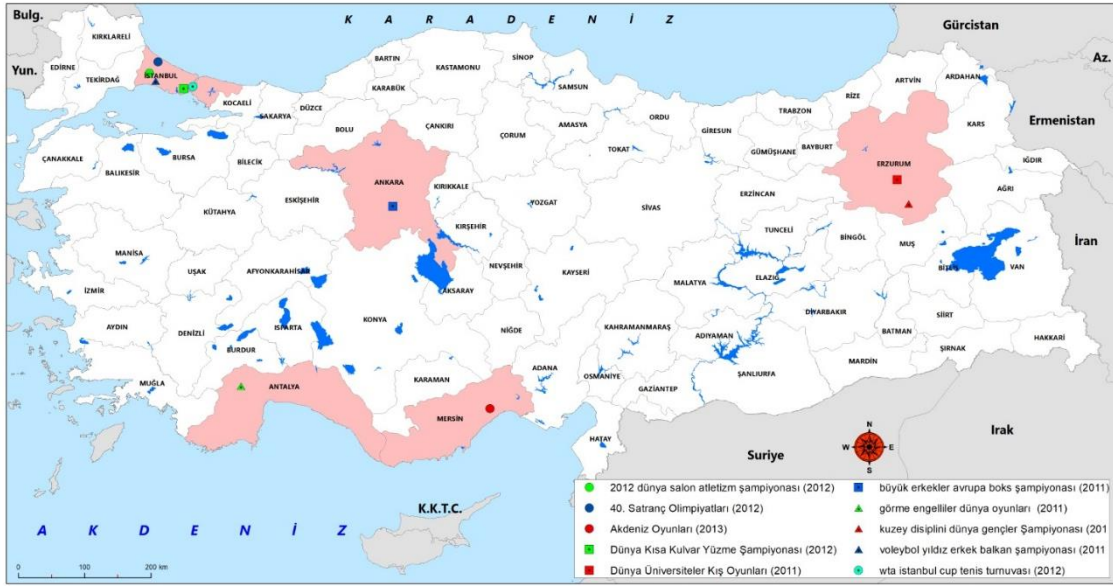 Bulg.
K A R A D E N İ Z
Gürcistan
Az.
Yun.
Ermenistan
İran
KIRKLARELİ
EDİRNE
TEKİRDAĞ
İSTANBUL
KOCAELİ
SAKARYA
DÜZCE
BOLU
BARTIN
KARABÜK
KASTAMONU
SİNOP
SAMSUN
ÇANKIRI
ÇORUM
AMASYA
ORDU
TOKAT
GİRESUN
TRABZON
GÜMÜŞHANE
BAYBURT
RİZE
ARTVİN
ARDAHAN
KARS
ERZURUM
IĞDIR
AĞRI
ÇANAKKALE
BALIKESİR
BURSA
BİLECİK
ESKİŞEHİR
ANKARA
KIRIKKALE
YOZGAT
SİVAS
ERZİNCAN
TUNCELİ
BİNGÖL
MUŞ
KÜTAHYA
KIRŞEHİR
NEVŞEHİR
KAYSERİ
MALATYA
ELAZIĞ
BİTLİS
VAN
MANİSA
UŞAK
AFYONKARAHİSAR
AKSARAY
İZMİR
AYDIN
DENİZLİ
ISPARTA
KONYA
NİĞDE
KAHRAMANMARAŞ
ADIYAMAN
DİYARBAKIR
BATMAN
SİİRT
ŞIRNAK
HAKKARİ
MARDİN
ŞANLIURFA
BURDUR
MUĞLA
ANTALYA
KARAMAN
MERSİN
ADANA
OSMANİYE
GAZİANTEP
HATAY
Suriye
Irak
N
W E
S
K.K.T.C.
A K D E N İ Z
0 100 200 km
2012 dünya salon atletizm şampiyonası (2012)
40. Satranç Olimpiyatları (2012)
Akdeniz Oyunları (2013)
Dünya Kısa Kulvar Yüzme Şampiyonası (2012)
Dünya Üniversiteler Kış Oyunları (2011)
büyük erkekler avrupa boks şampiyonası (2011)
görme engelliler dünya oyunları (2011)
kuzey disiplini dünya gençler Şampiyonası (201
voleybol yıldız erkek balkan şampiyonası (2011
wta istanbul cup tenis turnuvası (2012)